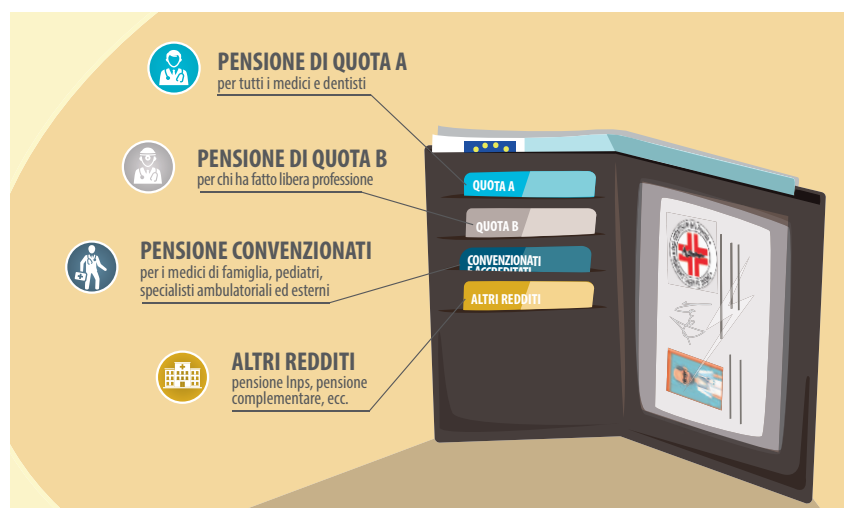 PENSIONE DI QUOTA A
per tutti i medici e dentisti
PENSIONE DI QUOTA B
per chi ha fatto libera professione
PENSIONE CONVENZIONATI
per i medici di famiglia, pediatri,
specialisti ambulatoriali ed esterni
ALTRI REDDITI
pensione Inps, pensione
complementare, ecc.
QUOTA A
QUOTA B
CONVENZIONATI
E ACCREDITATI
ALTRI REDDITI